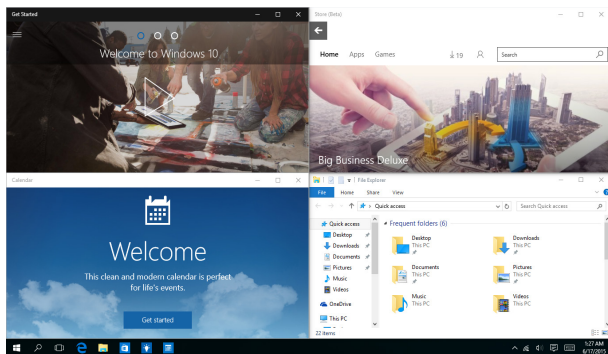 Get Started
Welcome to Windows 10
Store (Beta)
Home Apps Games
19
Search
Big Business Deluxe
Calendar
Welcome
This clean and modern calendar is perfect
for life's events.
Get started
File Explorer
File Home Share View
Quick access
Search Quick access
Quick access
Desktop
Downloads
Documents
Pictures
Music
Videos
OneDrive
This PC
Frequent folders (6)
Desktop
This PC
Downloads
This PC
Documents
This PC
Pictures
This PC
Music
This PC
Videos
This PC
22 items
1:27 AM
6/17/2015